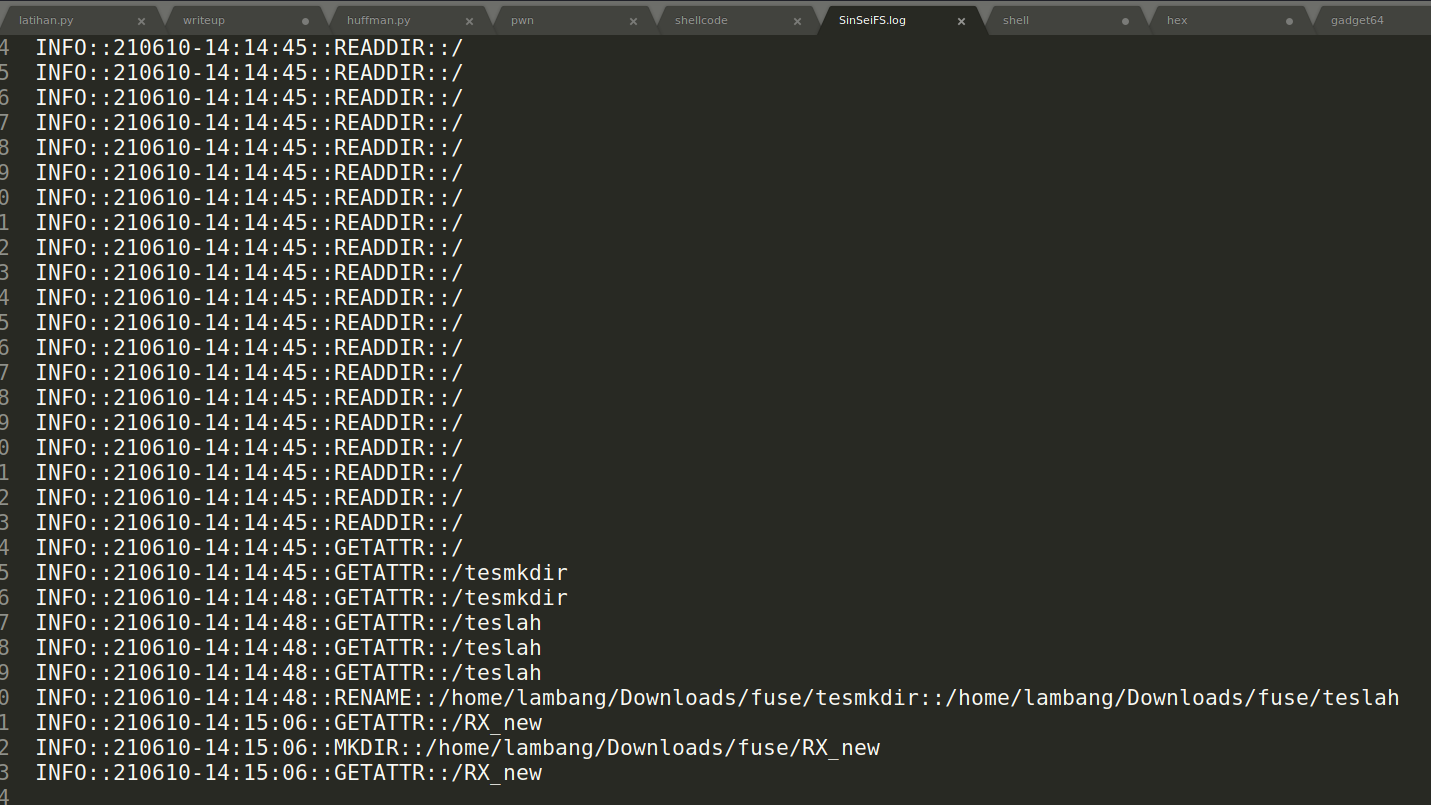 latihan.py × writeup ● huffman.py × pwn × shellcode × SinSeiFS.log × shell ● hex ● gadget64
4 INFO::210610-14:14:45::READDIR::/
5 INFO::210610-14:14:45::READDIR::/
6 INFO::210610-14:14:45::READDIR::/
7 INFO::210610-14:14:45::READDIR::/
8 INFO::210610-14:14:45::READDIR::/
9 INFO::210610-14:14:45::READDIR::/
0 INFO::210610-14:14:45::READDIR::/
1 INFO::210610-14:14:45::READDIR::/
2 INFO::210610-14:14:45::READDIR::/
3 INFO::210610-14:14:45::READDIR::/
4 INFO::210610-14:14:45::READDIR::/
5 INFO::210610-14:14:45::READDIR::/
6 INFO::210610-14:14:45::READDIR::/
7 INFO::210610-14:14:45::READDIR::/
8 INFO::210610-14:14:45::READDIR::/
9 INFO::210610-14:14:45::READDIR::/
0 INFO::210610-14:14:45::READDIR::/
1 INFO::210610-14:14:45::READDIR::/
2 INFO::210610-14:14:45::READDIR::/
3 INFO::210610-14:14:45::READDIR::/
4 INFO::210610-14:14:45::GETATTR::/
5 INFO::210610-14:14:45::GETATTR::/tesmkdir
6 INFO::210610-14:14:48::GETATTR::/tesmkdir
7 INFO::210610-14:14:48::GETATTR::/teslah
8 INFO::210610-14:14:48::GETATTR::/teslah
9 INFO::210610-14:14:48::GETATTR::/teslah
0 INFO::210610-14:14:48::RENAME::/home/lambang/Downloads/fuse/tesmkdir::/home/lambang/Downloads/fuse/teslah
1 INFO::210610-14:15:06::GETATTR::/RX_new
2 INFO::210610-14:15:06::MKDIR::/home/lambang/Downloads/fuse/RX_new
3 INFO::210610-14:15:06::GETATTR::/RX_new
4